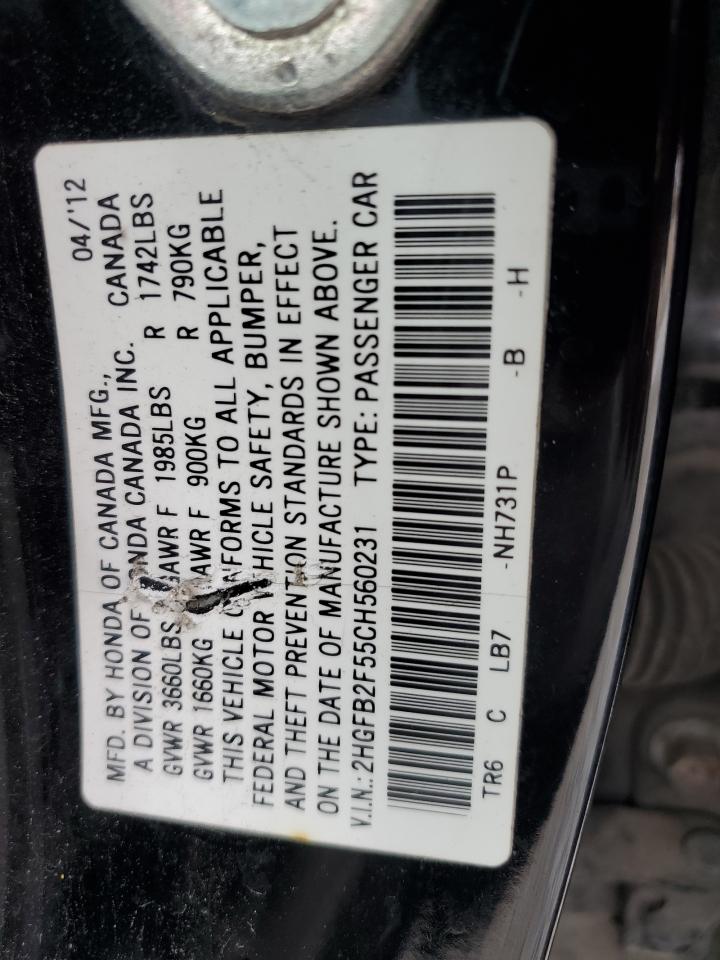 MFD. BY HONDA OF CANADA MFG., 04/'12
A DIVISION OF HONDA CANADA INC. CANADA
GVWR 3660LBS GAWR F 1985LBS R 1742LBS
GVWR 1660KG GAWR F 900KG R 790KG
THIS VEHICLE CONFORMS TO ALL APPLICABLE
FEDERAL MOTOR VEHICLE SAFETY, BUMPER,
AND THEFT PREVENTION STANDARDS IN EFFECT
ON THE DATE OF MANUFACTURE SHOWN ABOVE.
V.I.N.: 2HGFB2F55CH560231 TYPE: PASSENGER CAR
TR6 C LB7 -NH731P -B -H